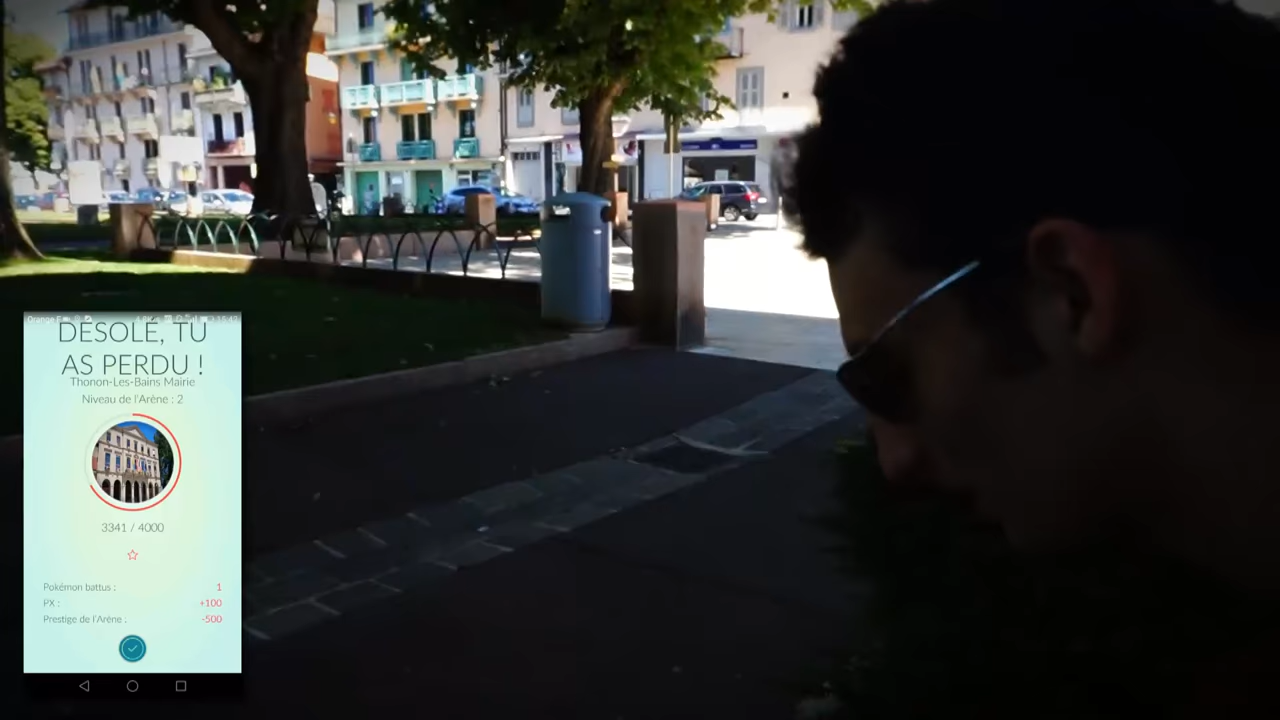 DÉSOLÉ, TU
AS PERDU !
Thonon-Les-Bains Mairie
Niveau de l'Arène : 2
3341 / 4000
Pokémon battus : 1
PX : +100
Prestige de l'Arène : -500